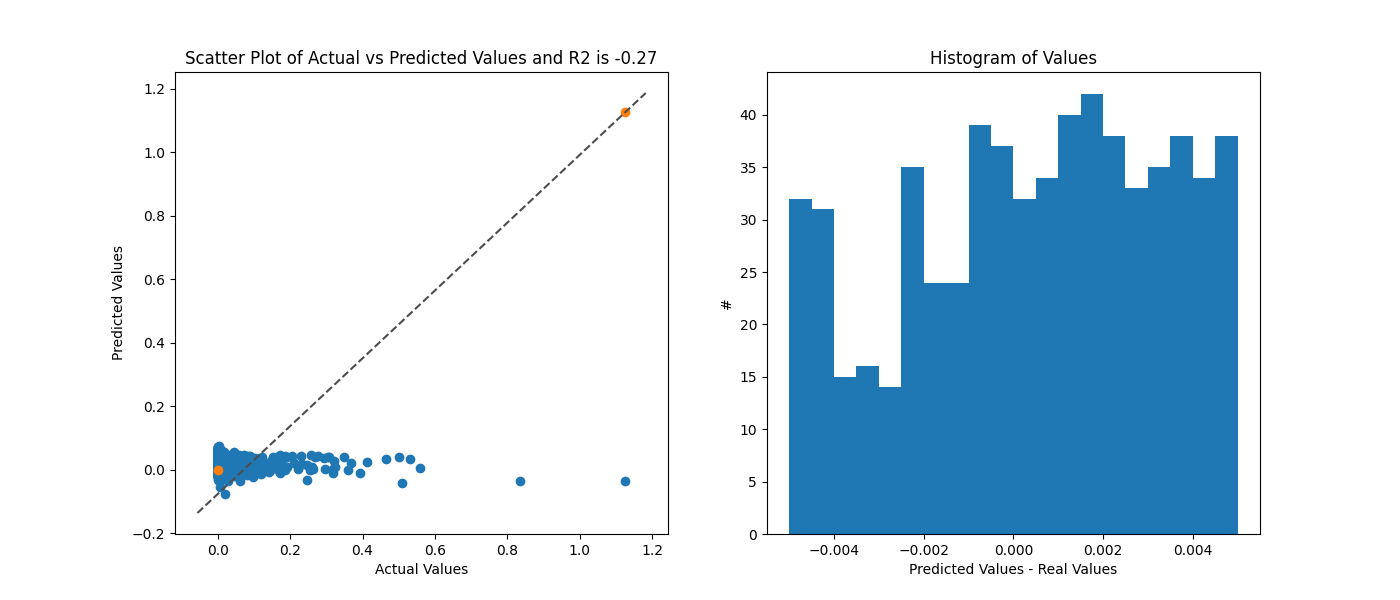 Scatter Plot of Actual vs Predicted Values and R2 is -0.27
1.2
1.0
0.8
0.6
0.4
0.2
0.0
−0.2
Predicted Values
0.0 0.2 0.4 0.6 0.8 1.0 1.2
Actual Values
Histogram of Values
40
35
30
25
20
15
10
5
0
#
−0.004 −0.002 0.000 0.002 0.004
Predicted Values - Real Values